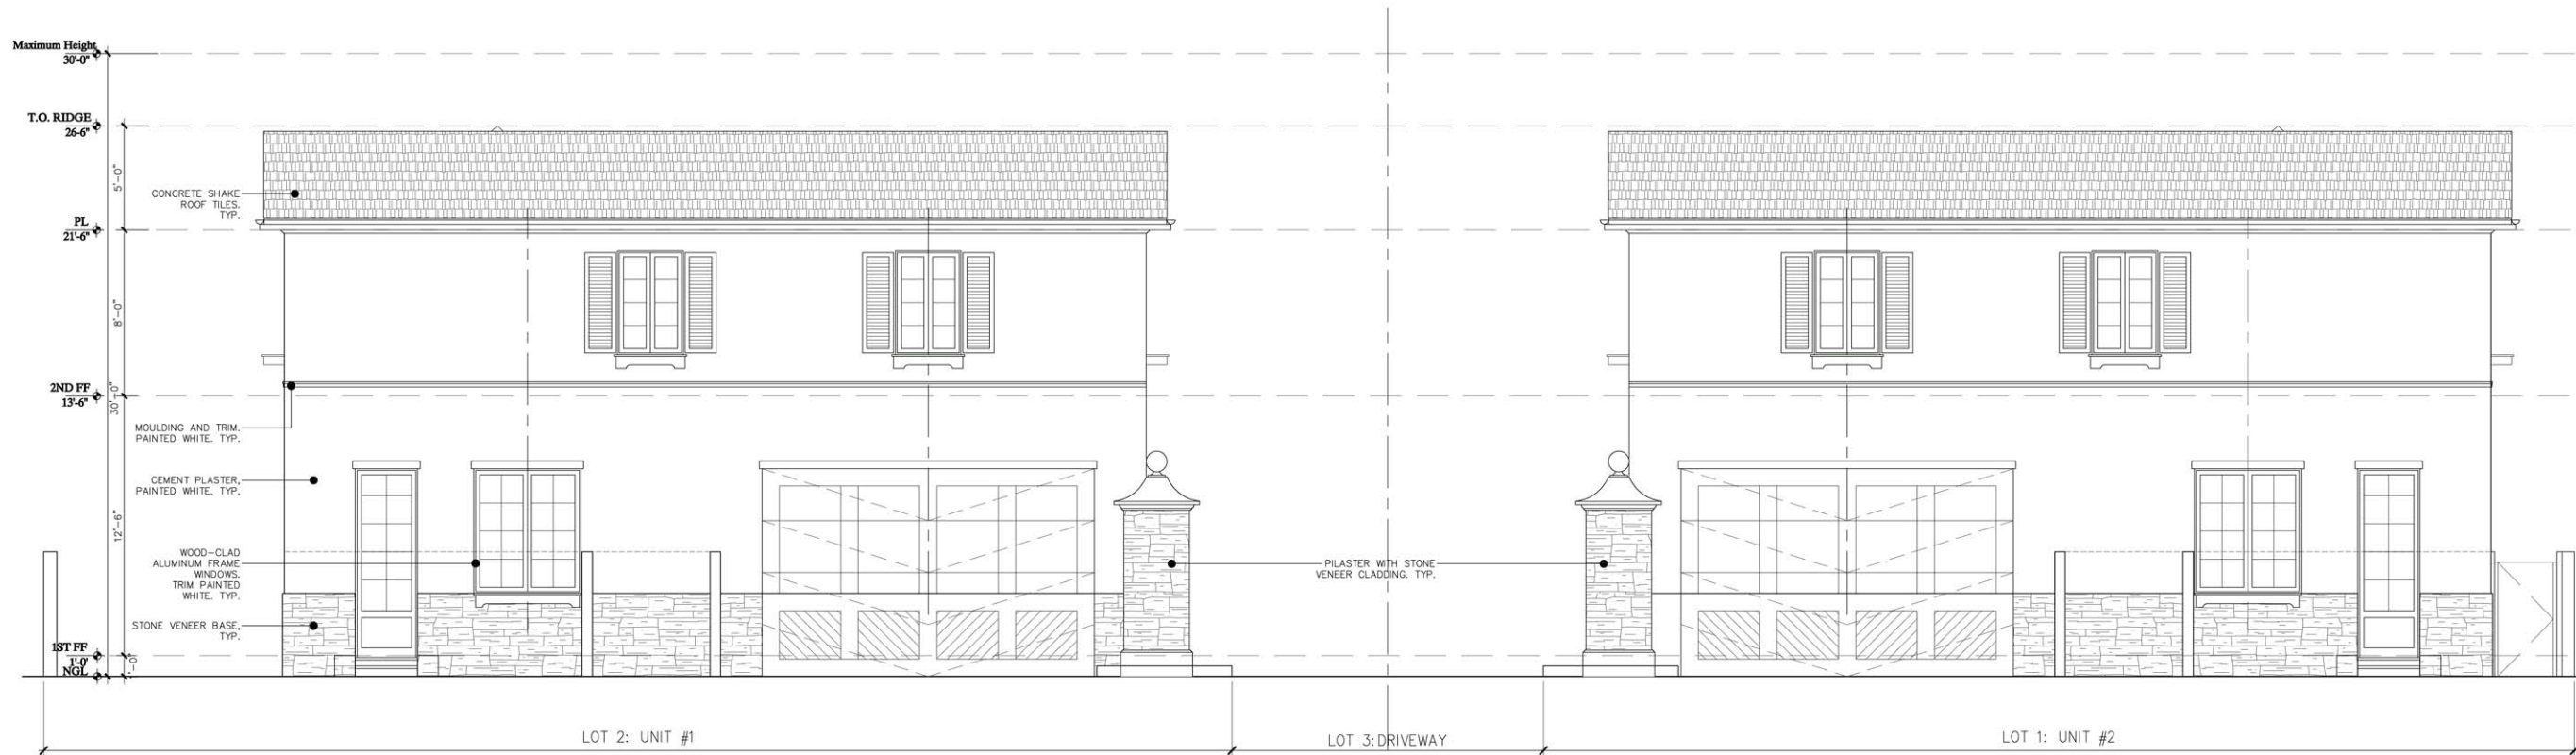 Maximum Height
30'-0"
T.O. RIDGE
26-6"
5'-0"
CONCRETE SHAKE
ROOF TILES.
TYP.
PL
21'-6"
8'-0"
2ND FF
13'-6"
30'-0"
MOULDING AND TRIM.
PAINTED WHITE. TYP.
CEMENT PLASTER,
PAINTED WHITE. TYP.
12'-6"
WOOD-CLAD
ALUMINUM FRAME
WINDOWS.
TRIM PAINTED
WHITE. TYP.
PILASTER WITH STONE
VENEER CLADDING. TYP.
STONE VENEER BASE,
TYP.
1ST FF
1'-0'
NGL
LOT 2: UNIT #1
LOT 3:DRIVEWAY
LOT 1: UNIT #2